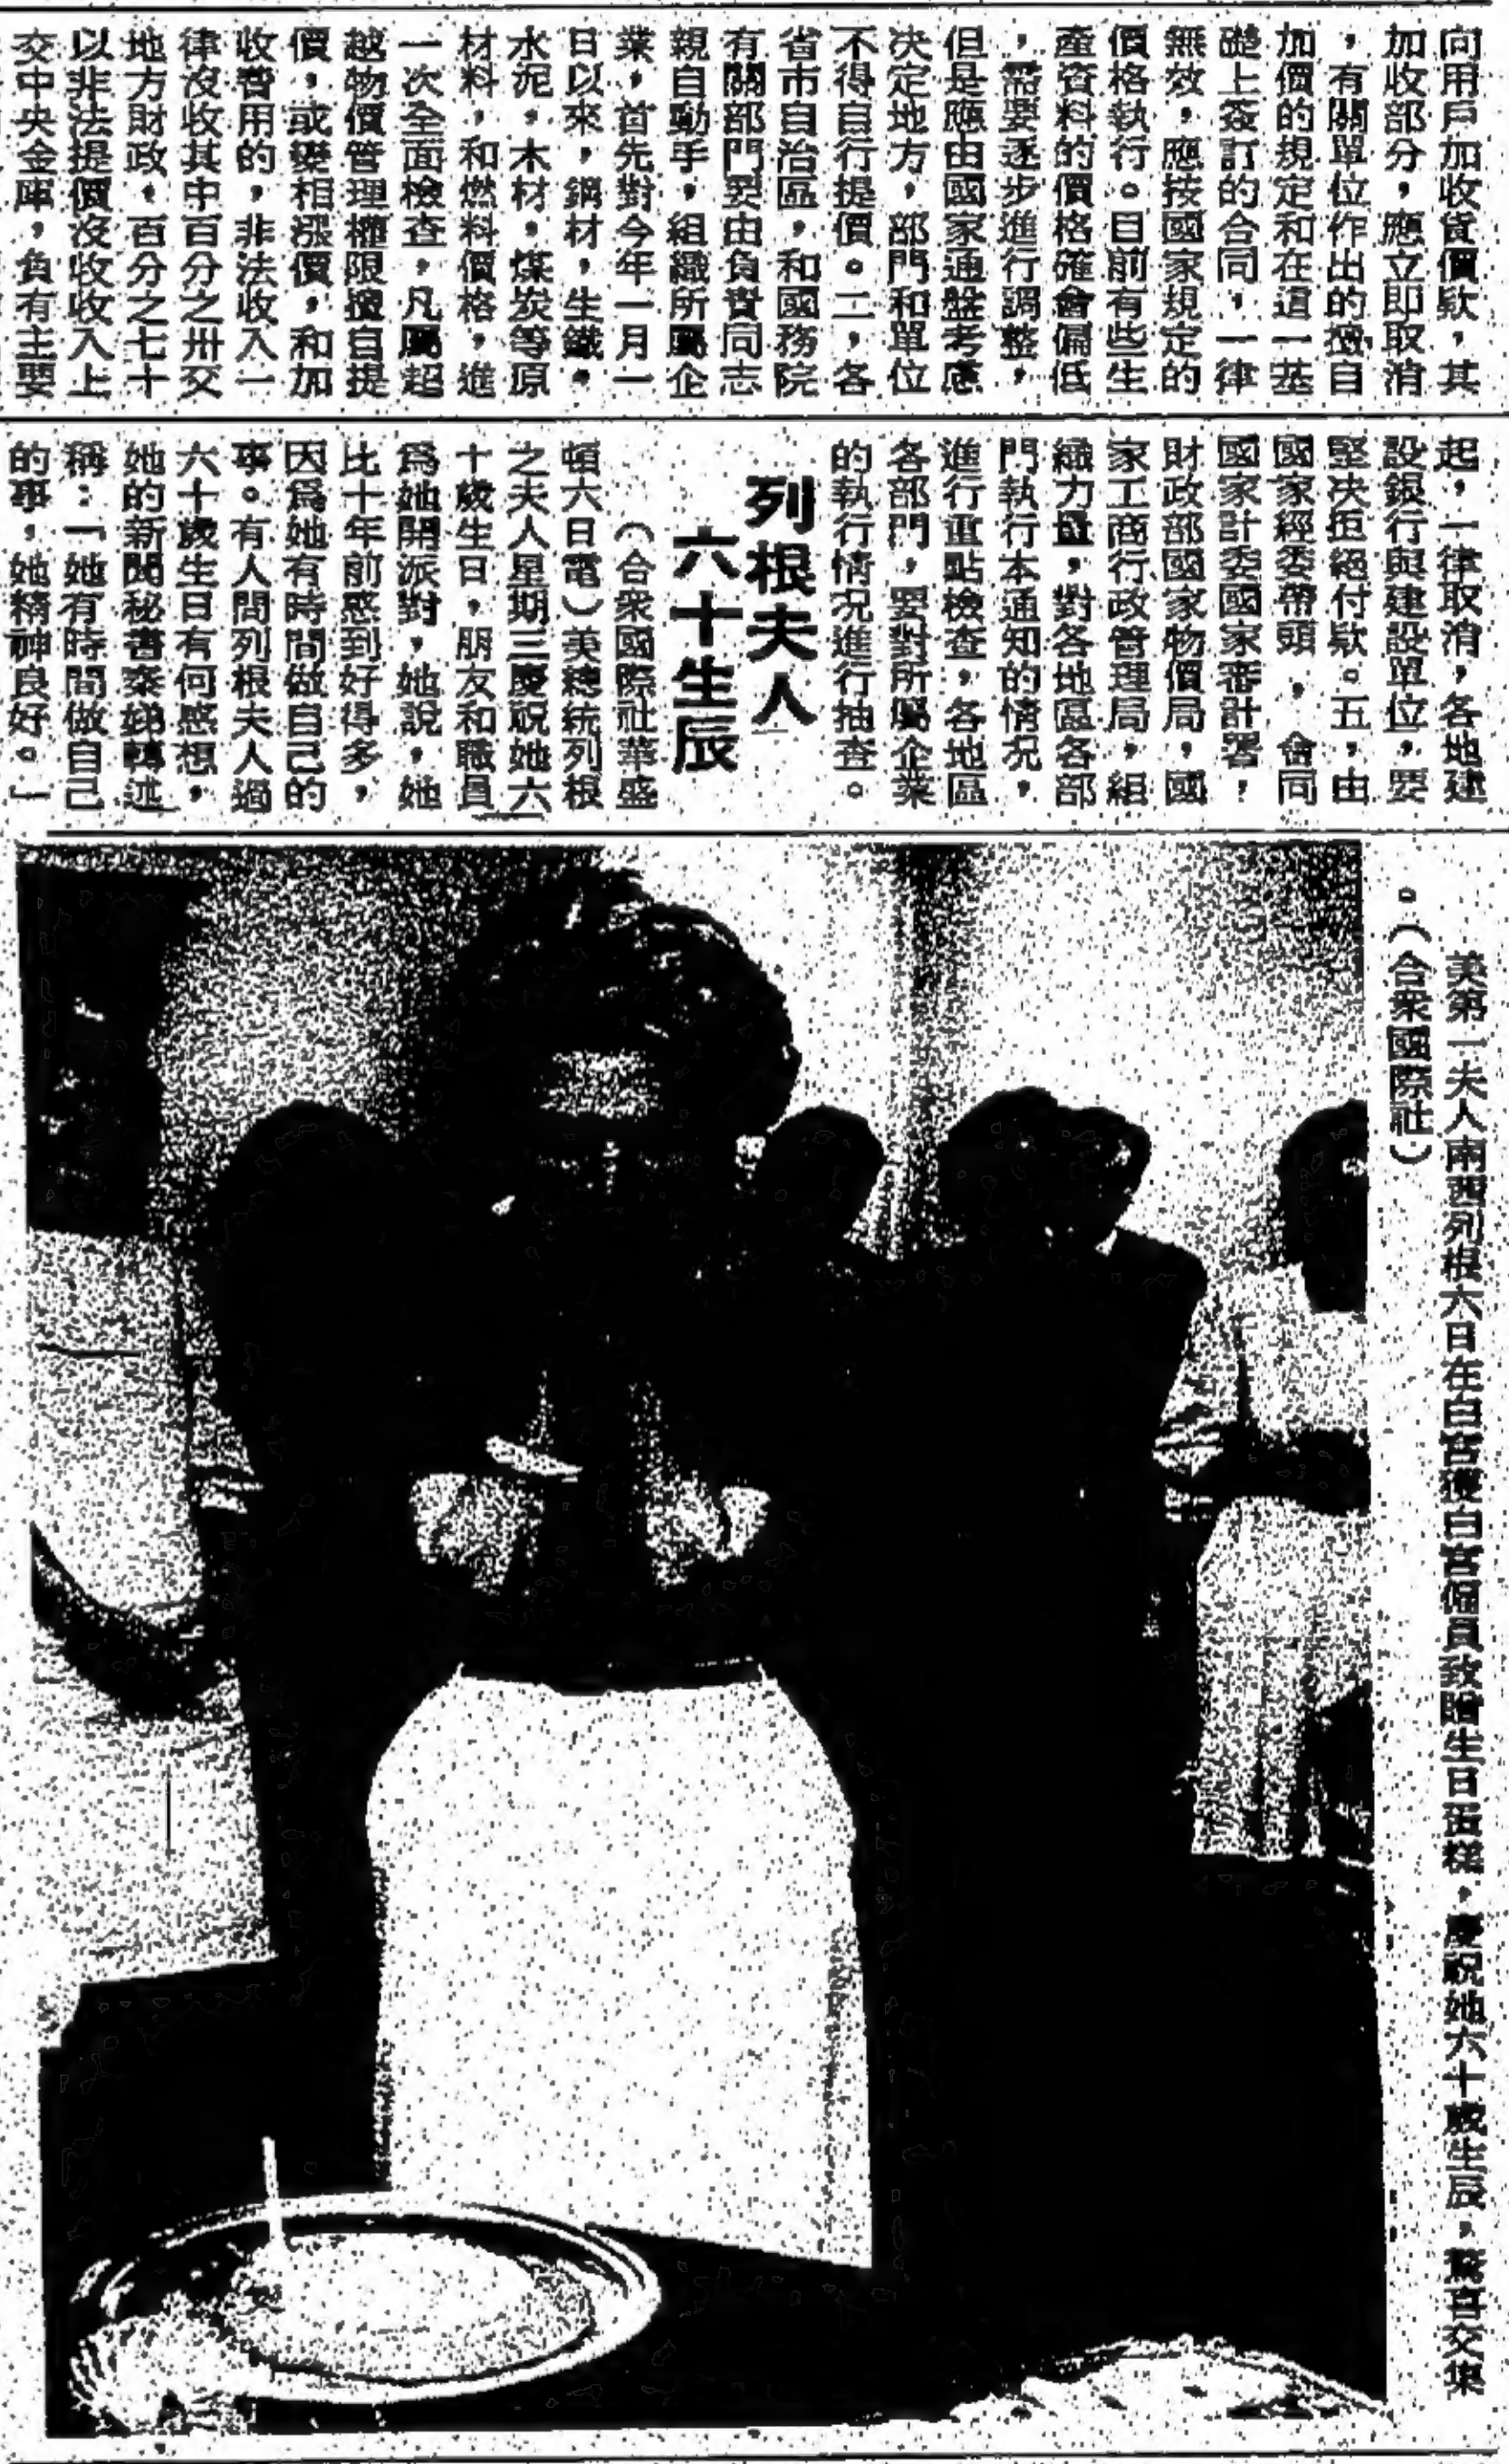 向用戶加收貨價欵,其
加收部分,應立即取消
,有關單位作出的擅自
加價的規定和在這一基
礎上簽訂的合同,一律
無效,應按國家規定的
價格執行。目前有些生
產資料的價格確會偏低
,需要逐步進行調整,
但是應由國家通盤考慮
決定地方,部門和單位
不得自行提價。二,各
省市自治區,和國務院
有關部門要由負責同志
親自動手,組織所屬企
業,首先對今年一月一
日以來,鋼材,生鐵,
水泥,木材,煤炭等原
材料,和燃料價格,進
一次全面檢查,凡屬超
越物價管理權限擅自提
價,或變相漲價,和加
收費用的,非法收入一
律沒收其中百分之卅交
地方財政,百分之七十
以非法提價沒收收入上
交中央金庫,負有主要
起,一律取消,各地建
設銀行與建設單位,要
堅決拒絕付欵。五,由
國家經委帶頭,會同
國家計委國家審計署,
財政部國家物價局,國
家工商行政管理局,組
織力量,對各地區各部
門執行本通知的情況,
進行重點檢查,各地區
各部門,要對所屬企業
的執行情況進行抽查。
列根夫人
六十生辰
(合衆國際社華盛
頓六日電)美總統列根
之夫人星期三慶祝她六
十歲生日,朋友和職員
爲她開派對,她說,她
比十年前感到好得多,
因爲她有時間做自己的
事。有人問列根夫人過
六十歲生日有何感想,
她的新聞秘書泰娣轉述
稱:「她有時間做自己
的事,她精神良好。」
美第一夫人南西列根六日在白宮獲白宮僱員致贈生日蛋糕,慶祝她六十歲生辰,驚喜交集
。(合衆國際社)